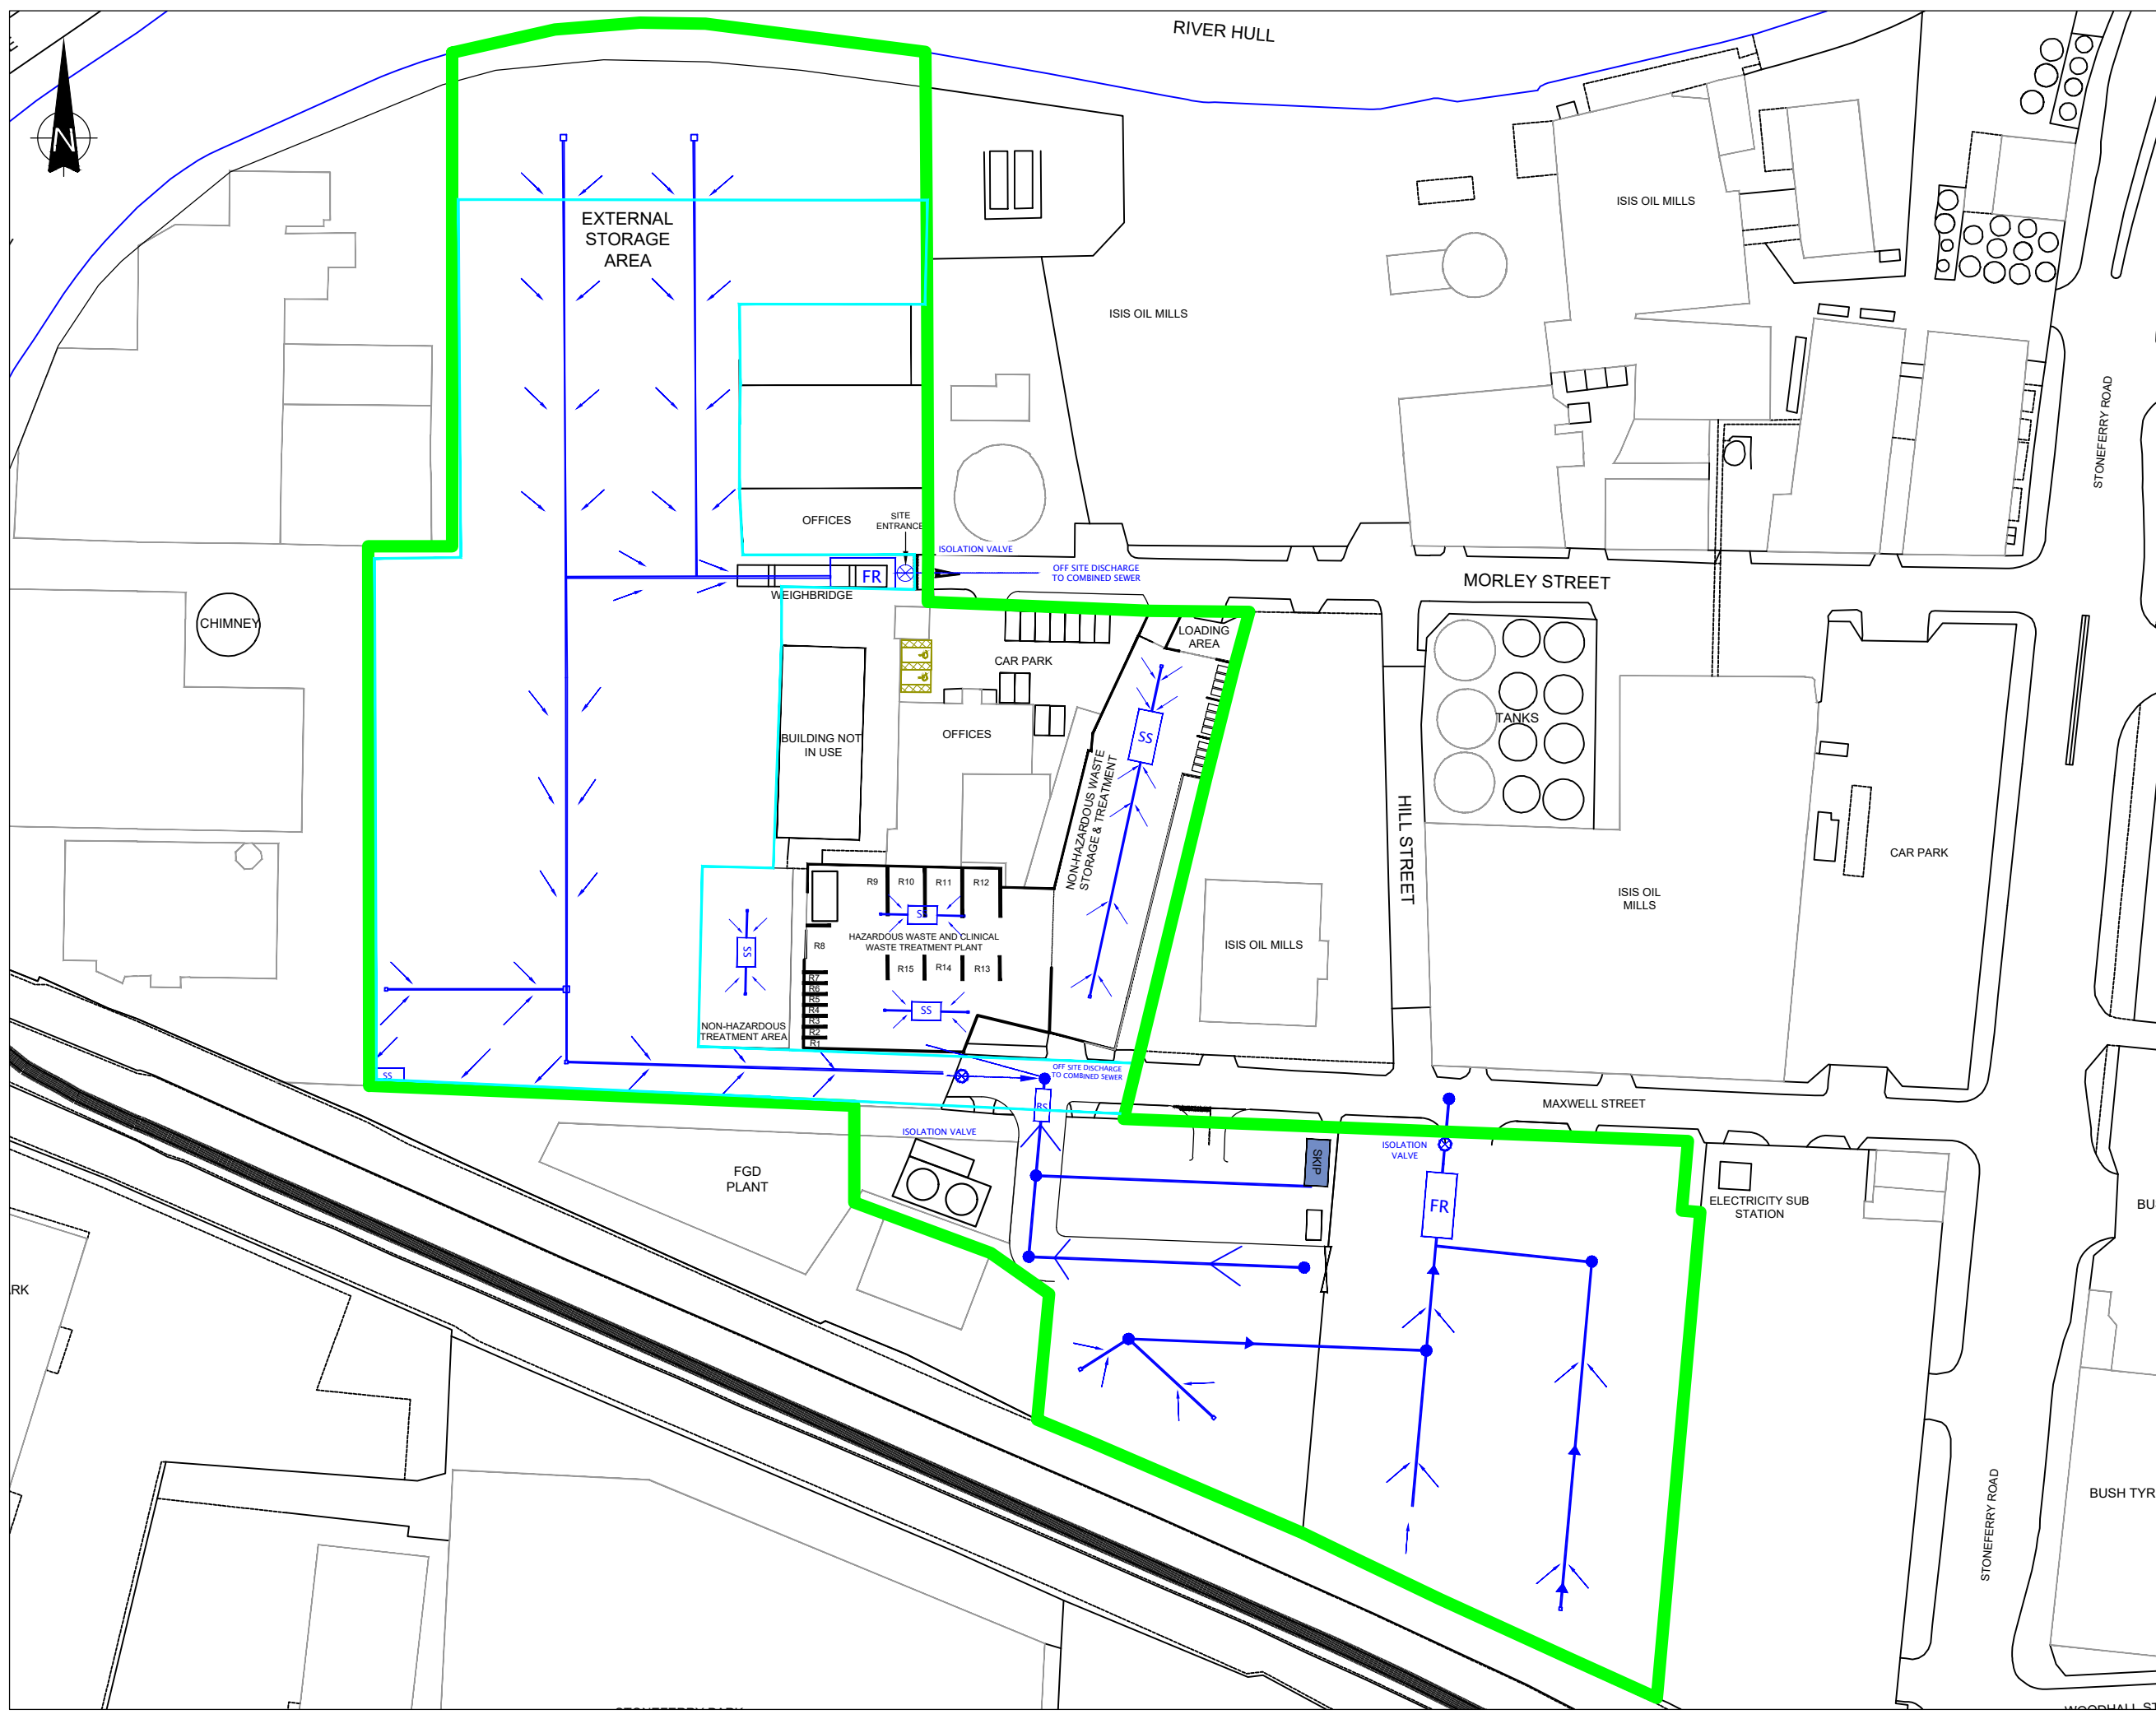 RIVER HULL
N
EXTERNAL
STORAGE
AREA
ISIS OIL MILLS
ISIS OIL MILLS
STONEFERRY ROAD
OFFICES
SITE
ENTRANCE
ISOLATION VALVE
FR
OFF SITE DISCHARGE
TO COMBINED SEWER
WEIGHBRIDGE
MORLEY STREET
CHIMNEY
LOADING
AREA
CAR PARK
BUILDING NOT
IN USE
OFFICES
SS
NON-HAZARDOUS WASTE
STORAGE & TREATMENT
TANKS
HILL STREET
CAR PARK
ISIS OIL
MILLS
R9
R10
R11
R12
SS
HAZARDOUS WASTE AND CLINICAL
WASTE TREATMENT PLANT
R8
SS
R15
R14
R13
ISIS OIL MILLS
R7
R6
R5
R4
R3
R2
R1
SS
NON-HAZARDOUS
TREATMENT AREA
SS
OFF SITE DISCHARGE
TO COMBINED SEWER
RS
MAXWELL STREET
ISOLATION VALVE
ISOLATION
VALVE
SKIP
FGD
PLANT
FR
ELECTRICITY SUB
STATION
BU
RK
STONEFERRY ROAD
BUSH TYR